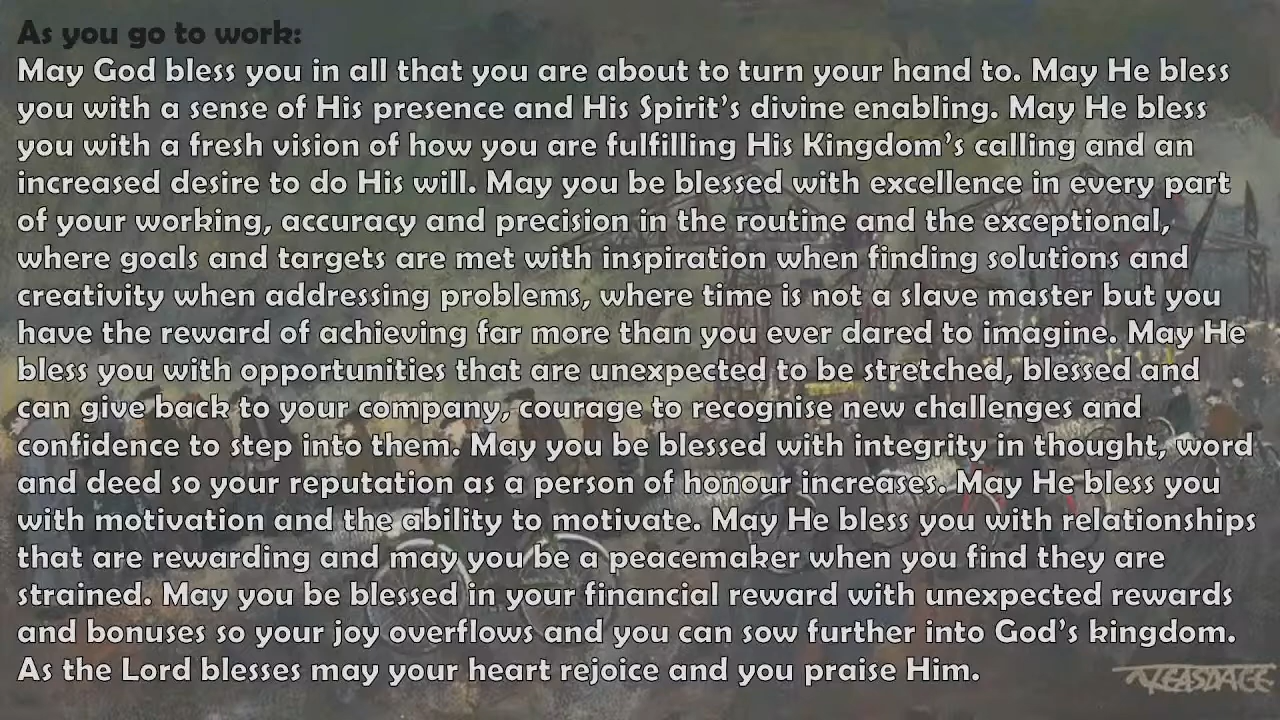 As you go to work:
May God bless you in all that you are about to turn your hand to. May He bless
you with a sense of His presence and His Spirit’s divine enabling. May He bless
you with a fresh vision of how you are fulfilling His Kingdom’s calling and an
increased desire to do His will. May you be blessed with excellence in every part
of your working, accuracy and precision in the routine and the exceptional,
where goals and targets are met with inspiration when finding solutions and
creativity when addressing problems, where time is not a slave master but you
have the reward of achieving far more than you ever dared to imagine. May He
bless you with opportunities that are unexpected to be stretched, blessed and
can give back to your company, courage to recognise new challenges and
confidence to step into them. May you be blessed with integrity in thought, word
and deed so your reputation as a person of honour increases. May He bless you
with motivation and the ability to motivate. May He bless you with relationships
that are rewarding and may you be a peacemaker when you find they are
strained. May you be blessed in your financial reward with unexpected rewards
and bonuses so your joy overflows and you can sow further into God’s kingdom.
As the Lord blesses may your heart rejoice and you praise Him.